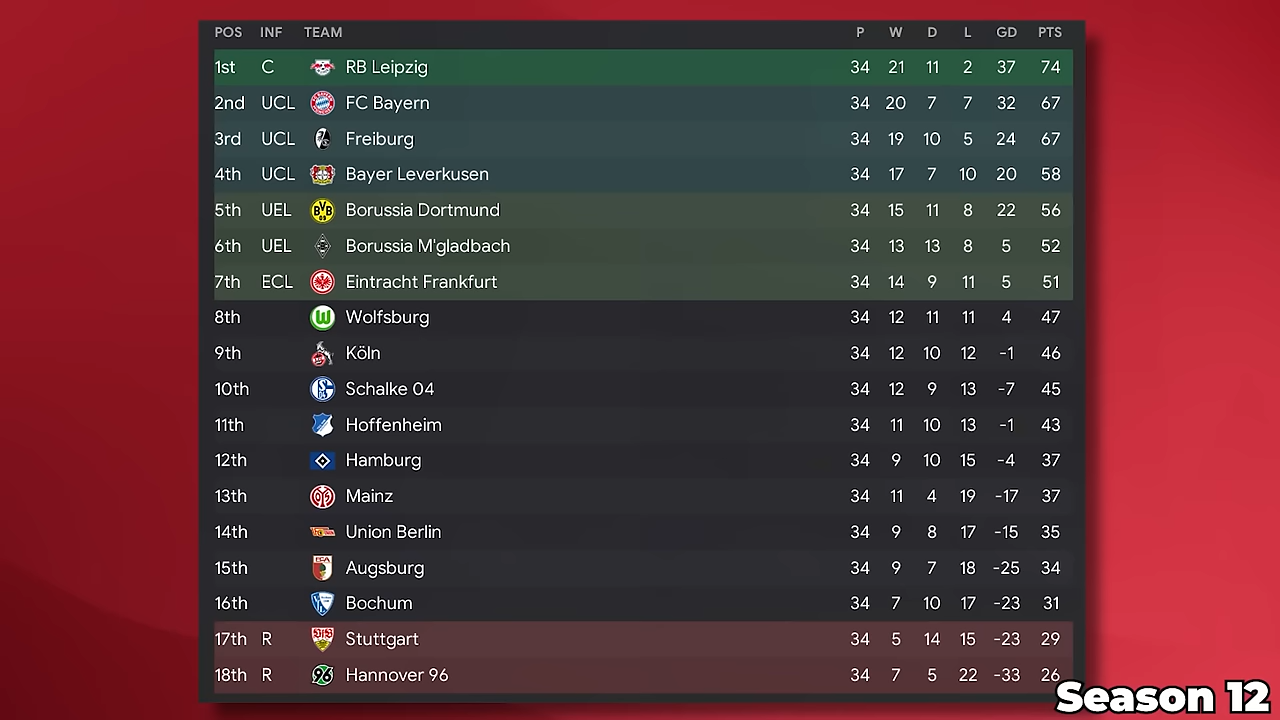 POS INF TEAM P W D L GD PTS
1st C RB Leipzig 34 21 11 2 37 74
2nd UCL FC Bayern 34 20 7 7 32 67
3rd UCL Freiburg 34 19 10 5 24 67
4th UCL Bayer Leverkusen 34 17 7 10 20 58
5th UEL BVB 09 Borussia Dortmund 34 15 11 8 22 56
6th UEL Borussia M'gladbach 34 13 13 8 5 52
7th ECL Eintracht Frankfurt 34 14 9 11 5 51
8th W Wolfsburg 34 12 11 11 4 47
9th Köln 34 12 10 12 -1 46
10th Schalke 04 34 12 9 13 -7 45
11th Hoffenheim 34 11 10 13 -1 43
12th Hamburg 34 9 10 15 -4 37
13th Mainz 34 11 4 19 -17 37
14th Union Berlin 34 9 8 17 -15 35
15th FCA Augsburg 34 9 7 18 -25 34
16th Bochum 34 7 10 17 -23 31
17th R Stuttgart 34 5 14 15 -23 29
18th R 96 Hannover 96 34 7 5 22 -33 26
Season 12